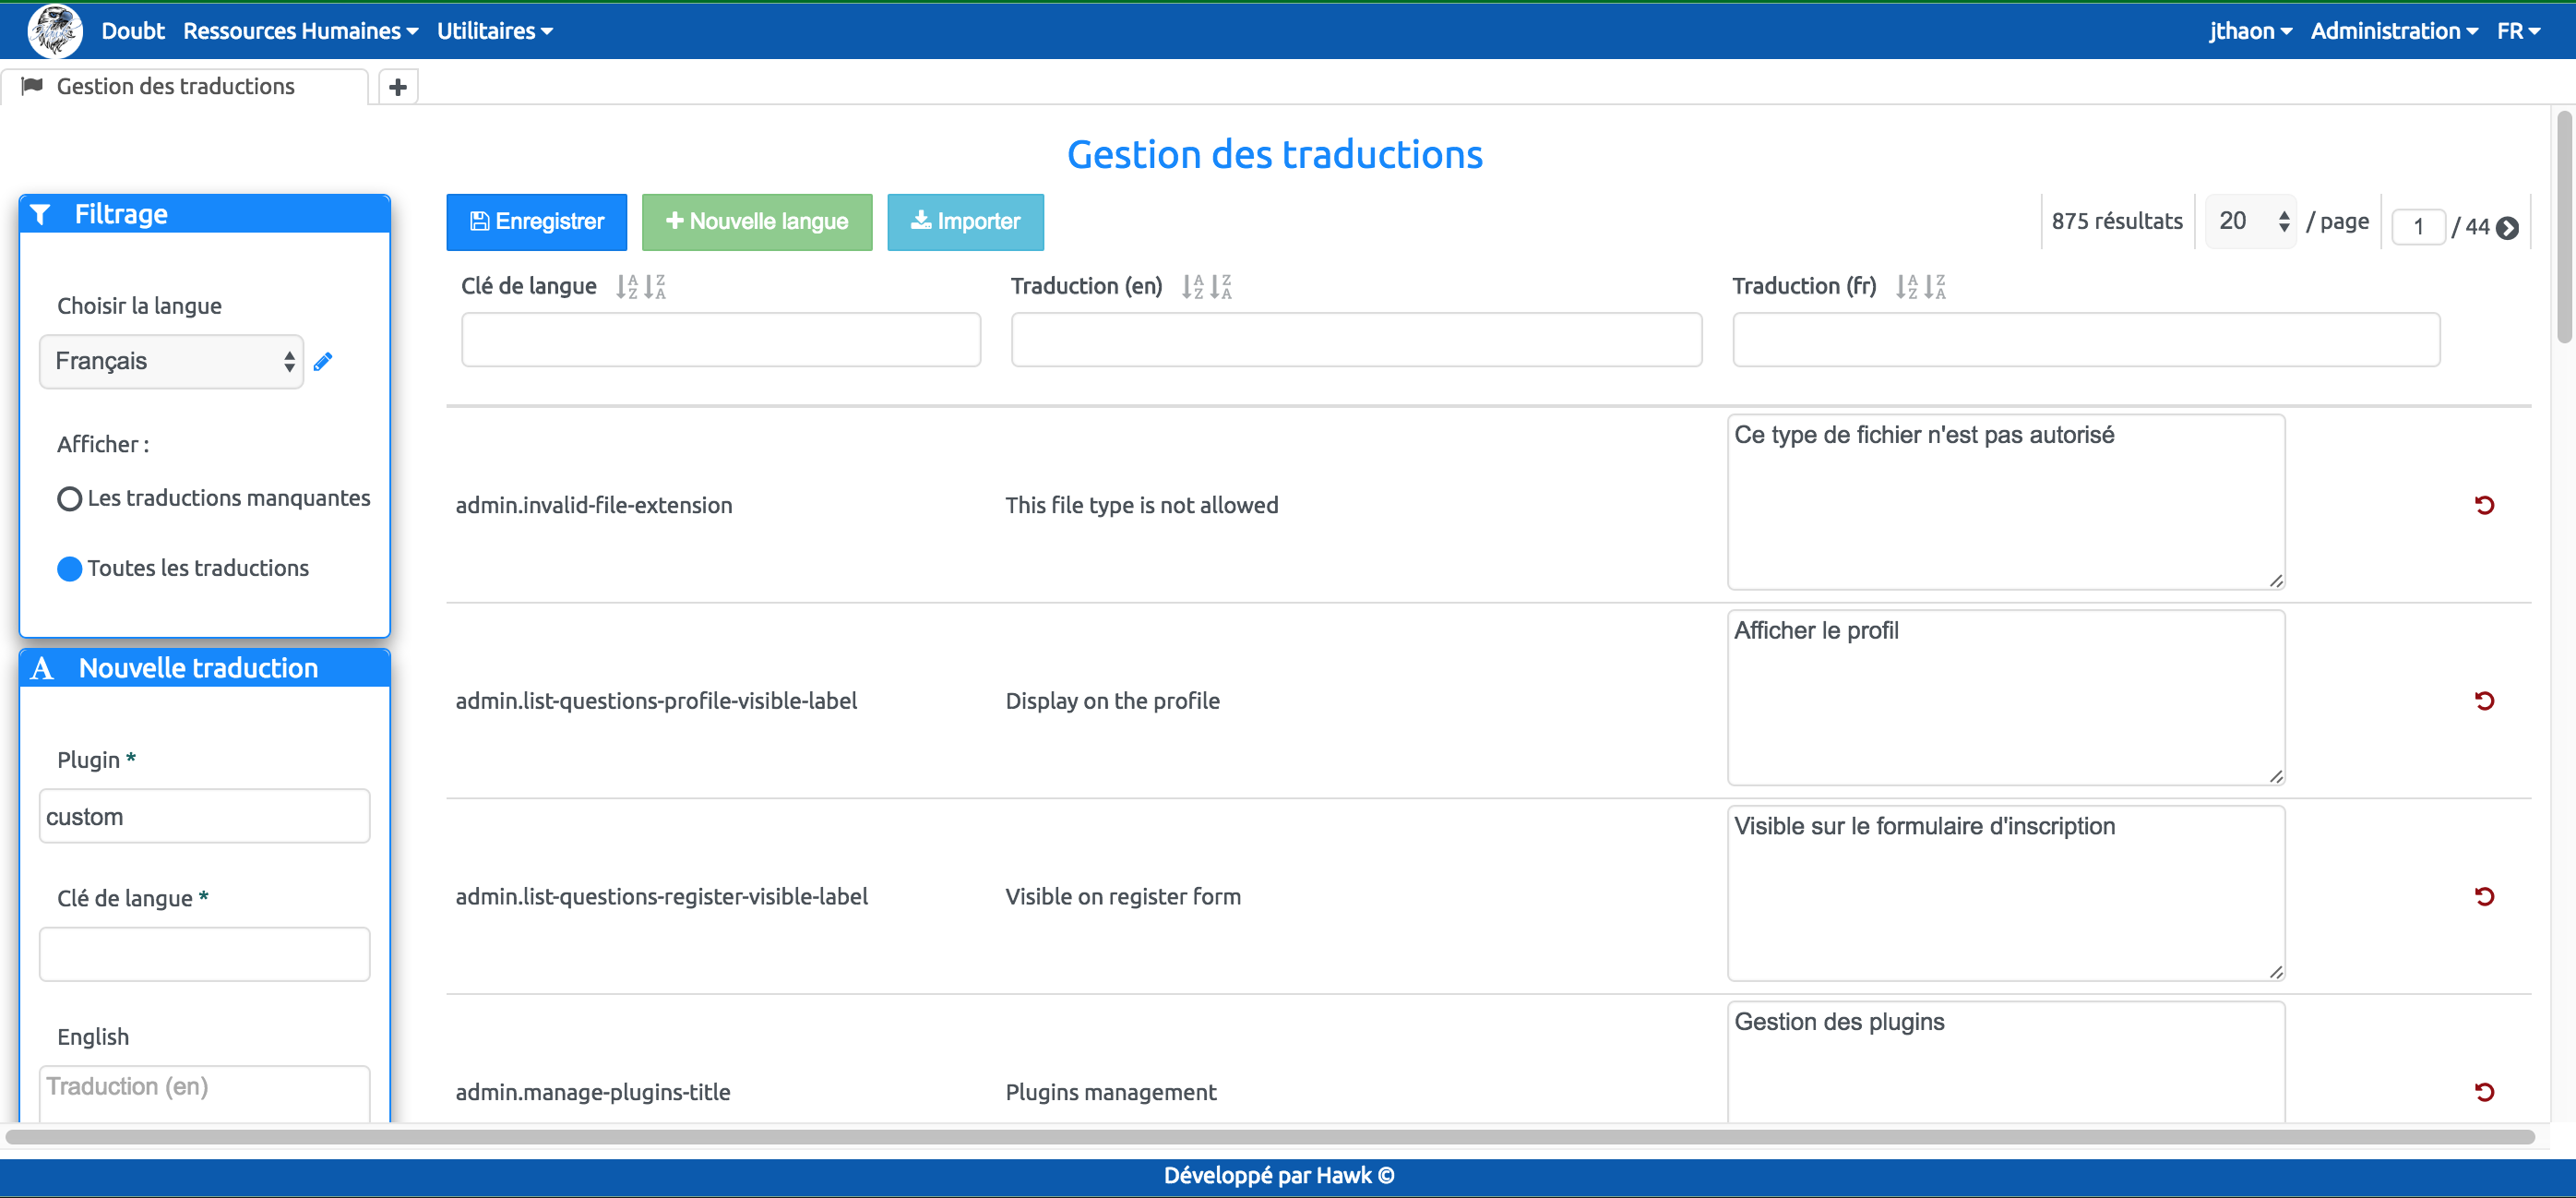 Doubt Ressources Humaines Utilitaires jthaon Administration FR
Gestion des traductions
Gestion des traductions
Filtrage
Choisir la langue
Français
Afficher :
Les traductions manquantes
Toutes les traductions
Nouvelle traduction
Plugin *
custom
Clé de langue *
English
Traduction (en)
Enregistrer Nouvelle langue Importer 875 résultats 20 / page 1 / 44
Clé de langue Traduction (en) Traduction (fr)
admin.invalid-file-extension This file type is not allowed Ce type de fichier n'est pas autorisé
admin.list-questions-profile-visible-label Display on the profile Afficher le profil
admin.list-questions-register-visible-label Visible on register form Visible sur le formulaire d'inscription
admin.manage-plugins-title Plugins management Gestion des plugins
Développé par Hawk ©